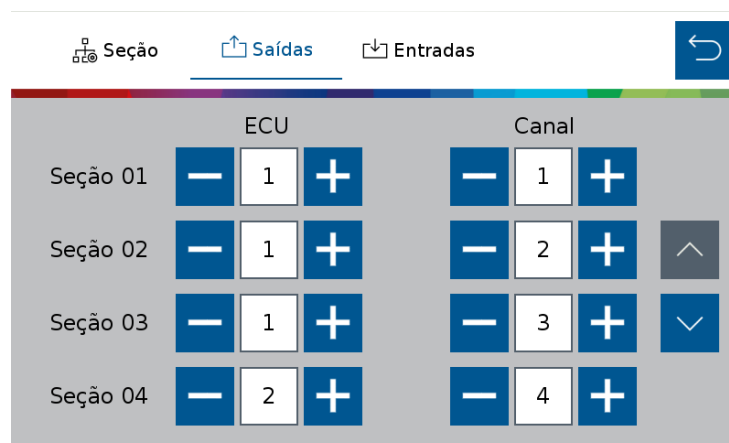 Seção Saídas Entradas
ECU Canal
Seção 01 1 1
Seção 02 1 2
Seção 03 1 3
Seção 04 2 4